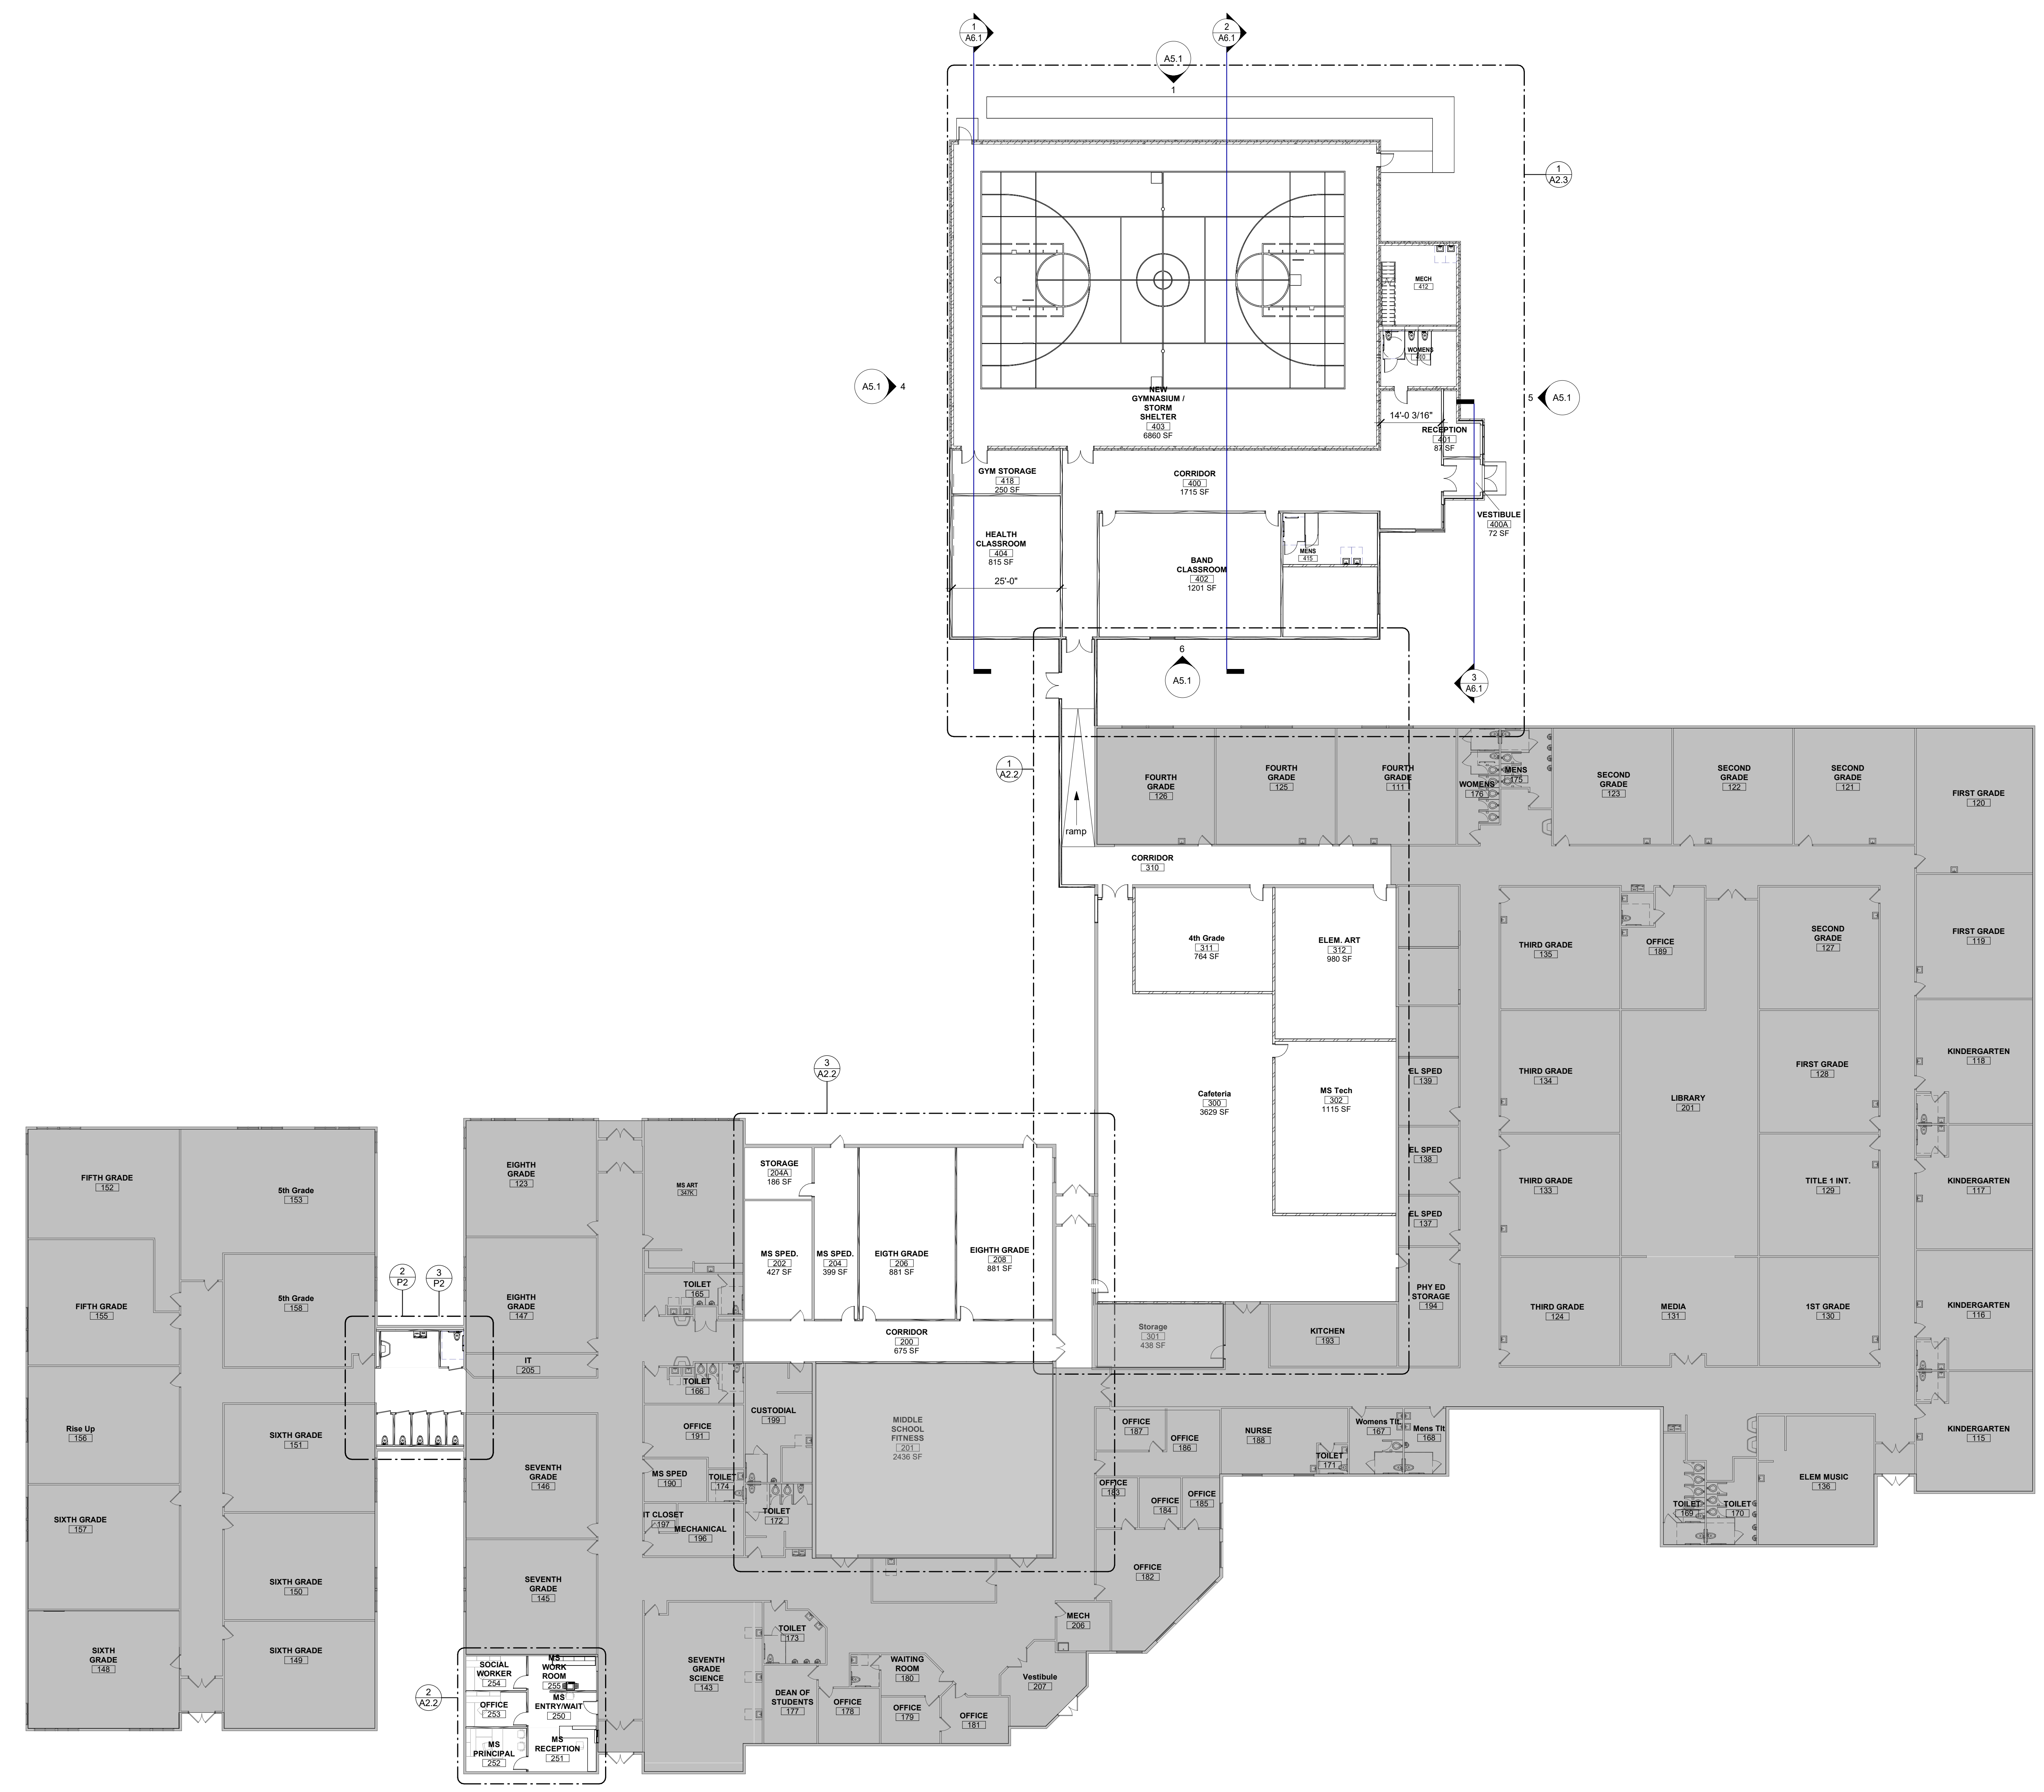 1
A6.1
2
A6.1
A5.1
1
1
A2.3
MECH
412
WOMENS
A5.1
4
5
A5.1
NEW
GYMNASIUM /
STORM
SHELTER
403
6860 SF
14'-0 3/16"
RECEPTION
401
87 SF
GYM STORAGE
418
250 SF
CORRIDOR
400
1715 SF
VESTIBULE
400A
72 SF
HEALTH
CLASSROOM
404
815 SF
25'-0"
BAND
CLASSROOM
402
1201 SF
MENS
415
6
A5.1
3
A6.1
1
A2.2
ramp
FOURTH
GRADE
126
FOURTH
GRADE
125
FOURTH
GRADE
111
WOMENS
176
MENS
175
SECOND
GRADE
123
SECOND
GRADE
122
SECOND
GRADE
121
FIRST GRADE
120
CORRIDOR
310
4th Grade
311
764 SF
ELEM. ART
312
980 SF
THIRD GRADE
135
OFFICE
189
SECOND
GRADE
127
FIRST GRADE
119
Cafeteria
300
3629 SF
MS Tech
302
1115 SF
EL SPED
139
THIRD GRADE
134
LIBRARY
201
FIRST GRADE
128
KINDERGARTEN
118
EL SPED
138
EL SPED
137
THIRD GRADE
133
TITLE 1 INT.
129
KINDERGARTEN
117
PHY ED
STORAGE
194
THIRD GRADE
124
MEDIA
131
1ST GRADE
130
KINDERGARTEN
116
Storage
301
438 SF
KITCHEN
193
3
A2.2
FIFTH GRADE
152
5th Grade
153
EIGHTH
GRADE
123
MS ART
347K
STORAGE
204A
186 SF
MS SPED.
202
427 SF
MS SPED.
204
399 SF
EIGTH GRADE
206
881 SF
EIGHTH GRADE
208
881 SF
FIFTH GRADE
155
5th Grade
158
2
P2
3
P2
EIGHTH
GRADE
147
TOILET
165
CORRIDOR
200
675 SF
IT
205
TOILET
166
Rise Up
156
SIXTH GRADE
151
OFFICE
191
CUSTODIAL
199
MIDDLE
SCHOOL
FITNESS
201
2436 SF
OFFICE
187
OFFICE
186
NURSE
188
Womens Tlt.
167
Mens Tlt
168
TOILET
171
KINDERGARTEN
115
ELEM MUSIC
136
SEVENTH
GRADE
146
MS SPED
190
TOILET
174
OFFICE
183
OFFICE
184
OFFICE
185
TOILET
169
TOILET
170
SIXTH GRADE
157
IT CLOSET
197
MECHANICAL
196
TOILET
172
SIXTH GRADE
150
SEVENTH
GRADE
145
OFFICE
182
MECH
206
SIXTH
GRADE
148
SIXTH GRADE
149
SEVENTH
GRADE
SCIENCE
143
TOILET
173
WAITING
ROOM
180
Vestibule
207
DEAN OF
STUDENTS
177
OFFICE
178
OFFICE
179
OFFICE
181
2
A2.2
SOCIAL
WORKER
254
MS
WORK
ROOM
255
OFFICE
253
MS
ENTRY/WAIT
250
MS
PRINCIPAL
252
MS
RECEPTION
251